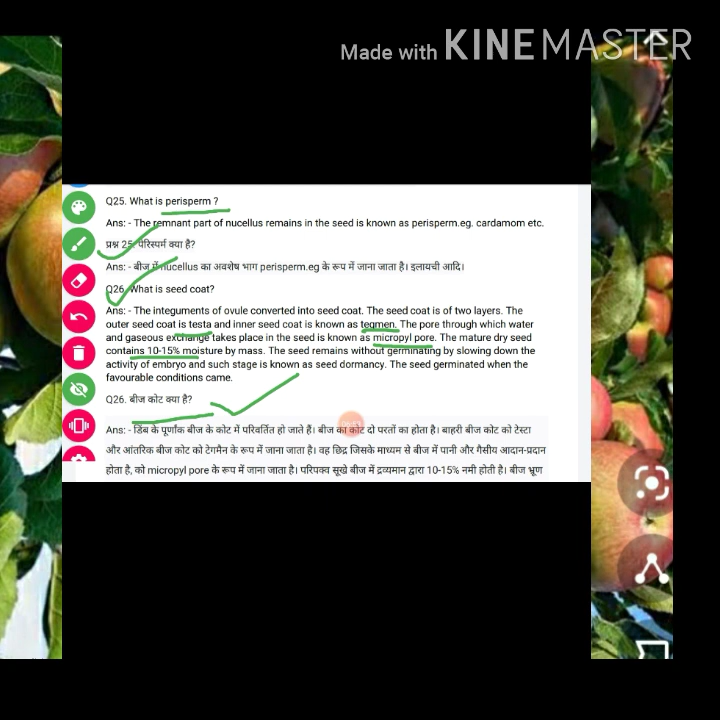 Made with KINEMASTER
Q25. What is perisperm ?
Ans: - The remnant part of nucellus remains in the seed is known as perisperm.eg. cardamom etc.
प्रश्न 25. पेरिस्पर्म क्या है?
Ans: - बीज में nucellus का अवशेष भाग perisperm.eg के रूप में जाना जाता है। इलायची आदि।
Q26. What is seed coat?
Ans: - The integuments of ovule converted into seed coat. The seed coat is of two layers. The
outer seed coat is testa and inner seed coat is known as tegmen. The pore through which water
and gaseous exchange takes place in the seed is known as micropyl pore. The mature dry seed
contains 10-15% moisture by mass. The seed remains without germinating by slowing down the
activity of embryo and such stage is known as seed dormancy. The seed germinated when the
favourable conditions came.
Q26. बीज कोट क्या है?
Ans: - डिंब के पूर्णांक बीज के कोट में परिवर्तित हो जाते हैं। बीज का कोट दो परतों का होता है। बाहरी बीज कोट को टेस्टा
और आंतरिक बीज कोट को टेगमैन के रूप में जाना जाता है। वह छिद्र जिसके माध्यम से बीज में पानी और गैसीय आदान-प्रदान
होता है, को micropyl pore के रूप में जाना जाता है। परिपक्व सूखे बीज में द्रव्यमान द्वारा 10-15% नमी होती है। बीज भ्रूण